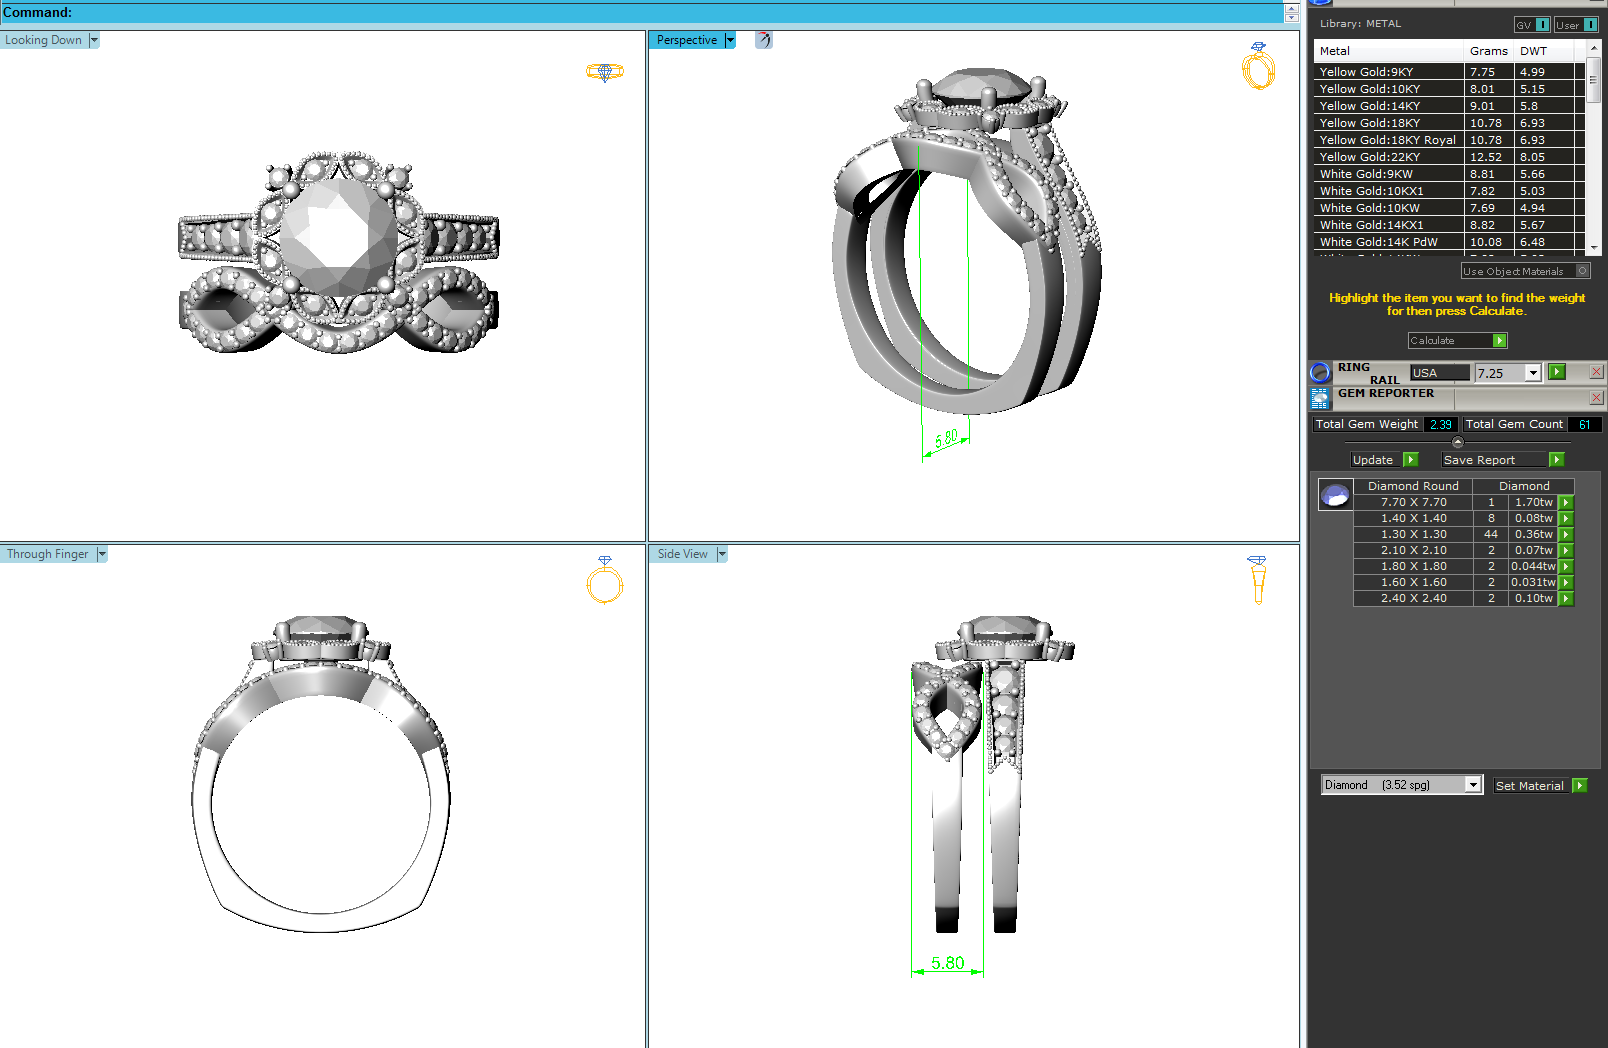 Command:
Looking Down
Perspective
5.80
Through Finger
Side View
5.80
Library: METAL
GV I User I
Metal Grams DWT
Yellow Gold:9KY 7.75 4.99
Yellow Gold:10KY 8.01 5.15
Yellow Gold:14KY 9.01 5.8
Yellow Gold:18KY 10.78 6.93
Yellow Gold:18KY Royal 10.78 6.93
Yellow Gold:22KY 12.52 8.05
White Gold:9KW 8.81 5.66
White Gold:10KX1 7.82 5.03
White Gold:10KW 7.69 4.94
White Gold:14KX1 8.82 5.67
White Gold:14K PdW 10.08 6.48
Use Object Materials
Highlight the item you want to find the weight
for then press Calculate.
Calculate
RING
RAIL USA 7.25
GEM REPORTER
Total Gem Weight 2.39 Total Gem Count 61
Update Save Report
Diamond Round Diamond
7.70 X 7.70 1 1.70tw
1.40 X 1.40 8 0.08tw
1.30 X 1.30 44 0.36tw
2.10 X 2.10 2 0.07tw
1.80 X 1.80 2 0.044tw
1.60 X 1.60 2 0.031tw
2.40 X 2.40 2 0.10tw
Diamond (3.52 spg) Set Material